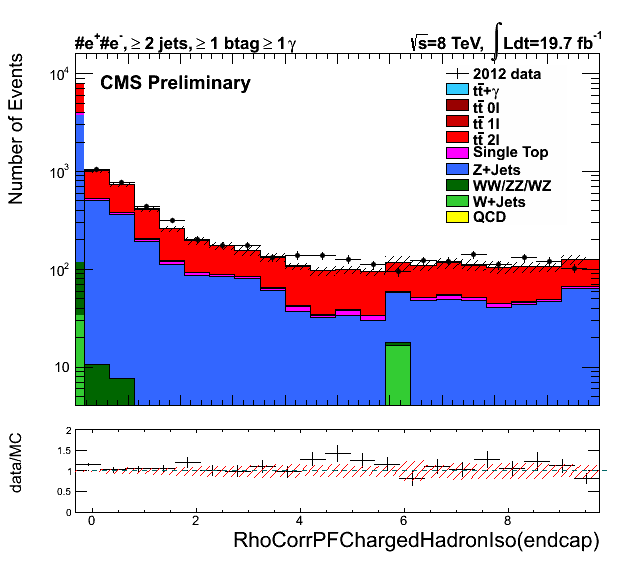 #e⁺#e⁻, ≥ 2 jets, ≥ 1 btag ≥ 1γ
√s=8 TeV, ∫Ldt=19.7 fb⁻¹
CMS Preliminary
2012 data
tt̄+γ
tt̄ 0l
tt̄ 1l
tt̄ 2l
Single Top
Z+Jets
WW/ZZ/WZ
W+Jets
QCD
Number of Events
10⁴
10³
10²
10
data/MC
2
1.5
1
0.5
0
0 2 4 6 8
RhoCorrPFChargedHadronIso(endcap)